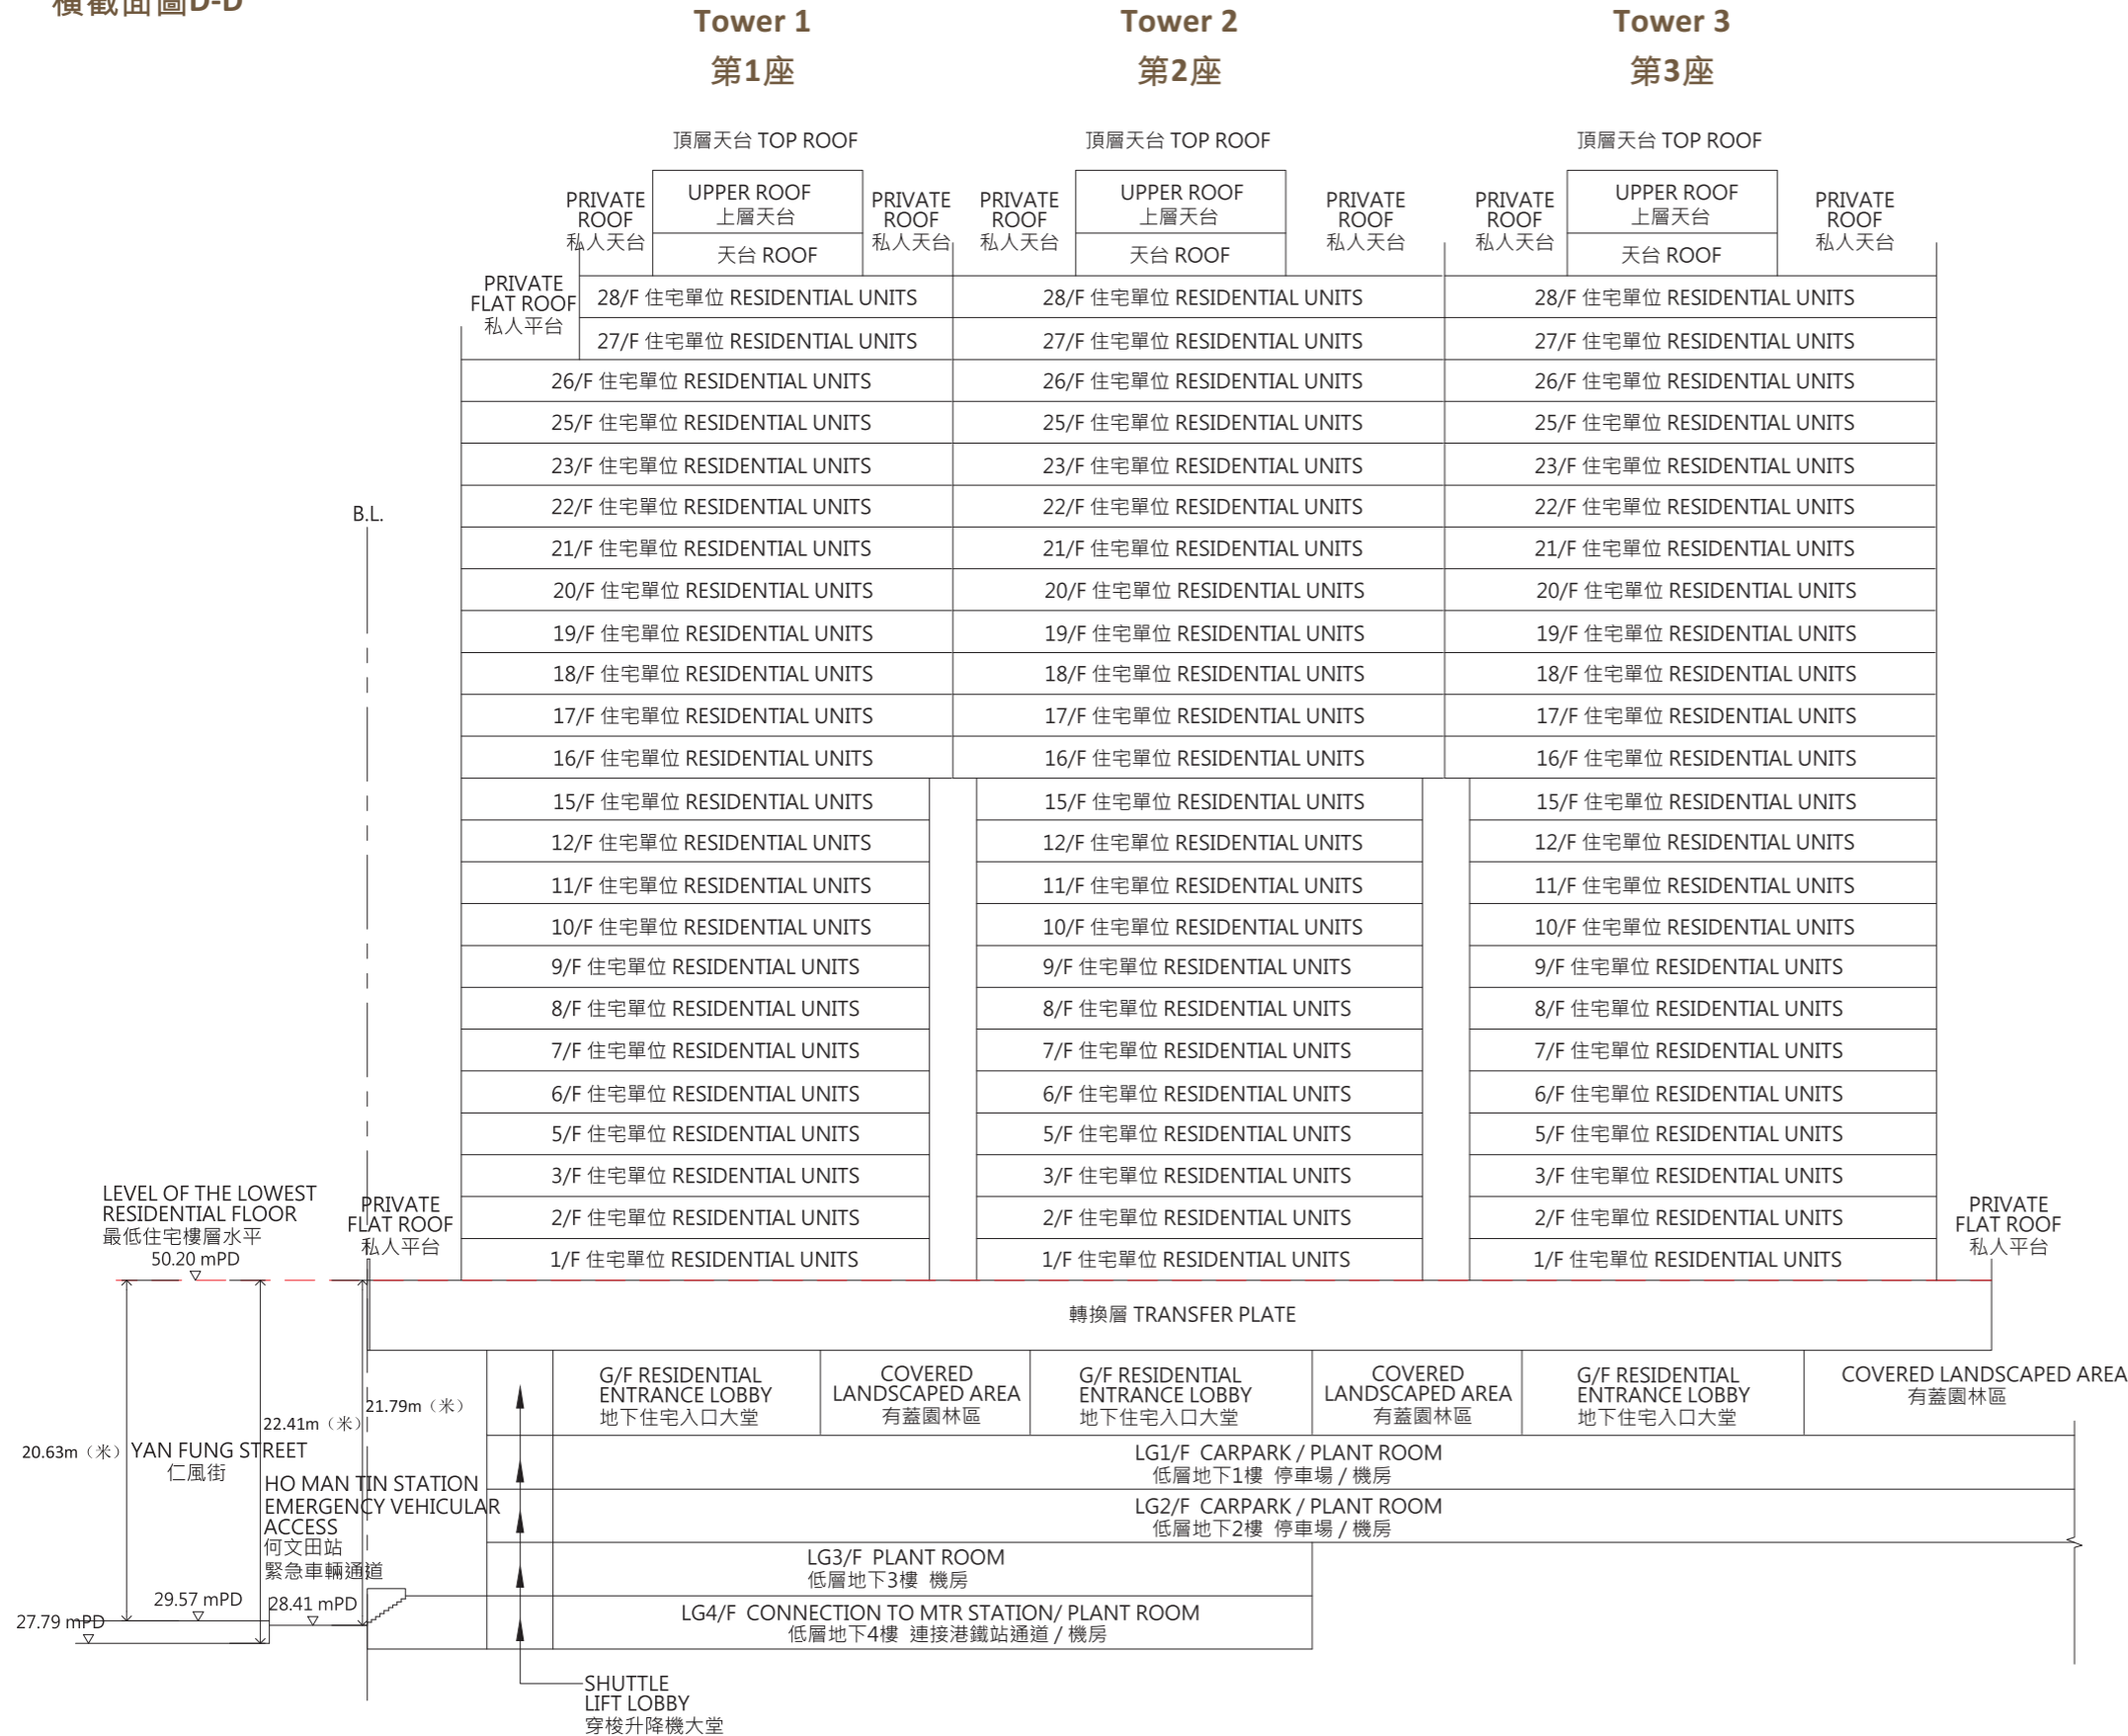 橫截面圖D-D
Tower 1
第1座
Tower 2
第2座
Tower 3
第3座
頂層天台 TOP ROOF
頂層天台 TOP ROOF
頂層天台 TOP ROOF
PRIVATE
ROOF
私人天台
UPPER ROOF
上層天台
天台 ROOF
PRIVATE
ROOF
私人天台
PRIVATE
ROOF
私人天台
UPPER ROOF
上層天台
天台 ROOF
PRIVATE
ROOF
私人天台
PRIVATE
ROOF
私人天台
UPPER ROOF
上層天台
天台 ROOF
PRIVATE
ROOF
私人天台
PRIVATE
FLAT ROOF
私人平台
28/F 住宅單位 RESIDENTIAL UNITS
28/F 住宅單位 RESIDENTIAL UNITS
28/F 住宅單位 RESIDENTIAL UNITS
27/F 住宅單位 RESIDENTIAL UNITS
27/F 住宅單位 RESIDENTIAL UNITS
27/F 住宅單位 RESIDENTIAL UNITS
26/F 住宅單位 RESIDENTIAL UNITS
26/F 住宅單位 RESIDENTIAL UNITS
26/F 住宅單位 RESIDENTIAL UNITS
25/F 住宅單位 RESIDENTIAL UNITS
25/F 住宅單位 RESIDENTIAL UNITS
25/F 住宅單位 RESIDENTIAL UNITS
23/F 住宅單位 RESIDENTIAL UNITS
23/F 住宅單位 RESIDENTIAL UNITS
23/F 住宅單位 RESIDENTIAL UNITS
22/F 住宅單位 RESIDENTIAL UNITS
22/F 住宅單位 RESIDENTIAL UNITS
22/F 住宅單位 RESIDENTIAL UNITS
B.L.
21/F 住宅單位 RESIDENTIAL UNITS
21/F 住宅單位 RESIDENTIAL UNITS
21/F 住宅單位 RESIDENTIAL UNITS
20/F 住宅單位 RESIDENTIAL UNITS
20/F 住宅單位 RESIDENTIAL UNITS
20/F 住宅單位 RESIDENTIAL UNITS
19/F 住宅單位 RESIDENTIAL UNITS
19/F 住宅單位 RESIDENTIAL UNITS
19/F 住宅單位 RESIDENTIAL UNITS
18/F 住宅單位 RESIDENTIAL UNITS
18/F 住宅單位 RESIDENTIAL UNITS
18/F 住宅單位 RESIDENTIAL UNITS
17/F 住宅單位 RESIDENTIAL UNITS
17/F 住宅單位 RESIDENTIAL UNITS
17/F 住宅單位 RESIDENTIAL UNITS
16/F 住宅單位 RESIDENTIAL UNITS
16/F 住宅單位 RESIDENTIAL UNITS
16/F 住宅單位 RESIDENTIAL UNITS
15/F 住宅單位 RESIDENTIAL UNITS
15/F 住宅單位 RESIDENTIAL UNITS
15/F 住宅單位 RESIDENTIAL UNITS
12/F 住宅單位 RESIDENTIAL UNITS
12/F 住宅單位 RESIDENTIAL UNITS
12/F 住宅單位 RESIDENTIAL UNITS
11/F 住宅單位 RESIDENTIAL UNITS
11/F 住宅單位 RESIDENTIAL UNITS
11/F 住宅單位 RESIDENTIAL UNITS
10/F 住宅單位 RESIDENTIAL UNITS
10/F 住宅單位 RESIDENTIAL UNITS
10/F 住宅單位 RESIDENTIAL UNITS
9/F 住宅單位 RESIDENTIAL UNITS
9/F 住宅單位 RESIDENTIAL UNITS
9/F 住宅單位 RESIDENTIAL UNITS
8/F 住宅單位 RESIDENTIAL UNITS
8/F 住宅單位 RESIDENTIAL UNITS
8/F 住宅單位 RESIDENTIAL UNITS
7/F 住宅單位 RESIDENTIAL UNITS
7/F 住宅單位 RESIDENTIAL UNITS
7/F 住宅單位 RESIDENTIAL UNITS
6/F 住宅單位 RESIDENTIAL UNITS
6/F 住宅單位 RESIDENTIAL UNITS
6/F 住宅單位 RESIDENTIAL UNITS
5/F 住宅單位 RESIDENTIAL UNITS
5/F 住宅單位 RESIDENTIAL UNITS
5/F 住宅單位 RESIDENTIAL UNITS
3/F 住宅單位 RESIDENTIAL UNITS
3/F 住宅單位 RESIDENTIAL UNITS
3/F 住宅單位 RESIDENTIAL UNITS
2/F 住宅單位 RESIDENTIAL UNITS
2/F 住宅單位 RESIDENTIAL UNITS
2/F 住宅單位 RESIDENTIAL UNITS
1/F 住宅單位 RESIDENTIAL UNITS
1/F 住宅單位 RESIDENTIAL UNITS
1/F 住宅單位 RESIDENTIAL UNITS
LEVEL OF THE LOWEST
RESIDENTIAL FLOOR
最低住宅樓層水平
50.20 mPD
PRIVATE
FLAT ROOF
私人平台
PRIVATE
FLAT ROOF
私人平台
轉換層 TRANSFER PLATE
G/F RESIDENTIAL
ENTRANCE LOBBY
地下住宅入口大堂
COVERED
LANDSCAPED AREA
有蓋園林區
G/F RESIDENTIAL
ENTRANCE LOBBY
地下住宅入口大堂
COVERED
LANDSCAPED AREA
有蓋園林區
G/F RESIDENTIAL
ENTRANCE LOBBY
地下住宅入口大堂
COVERED LANDSCAPED AREA
有蓋園林區
21.79m（米）
22.41m（米）
20.63m（米）
YAN FUNG STREET
仁風街
HO MAN TIN STATION
EMERGENCY VEHICULAR
ACCESS
何文田站
緊急車輛通道
LG1/F CARPARK / PLANT ROOM
低層地下1樓 停車場 / 機房
LG2/F CARPARK / PLANT ROOM
低層地下2樓 停車場 / 機房
LG3/F PLANT ROOM
低層地下3樓 機房
29.57 mPD
28.41 mPD
27.79 mPD
LG4/F CONNECTION TO MTR STATION/ PLANT ROOM
低層地下4樓 連接港鐵站通道 / 機房
SHUTTLE
LIFT LOBBY
穿梭升降機大堂